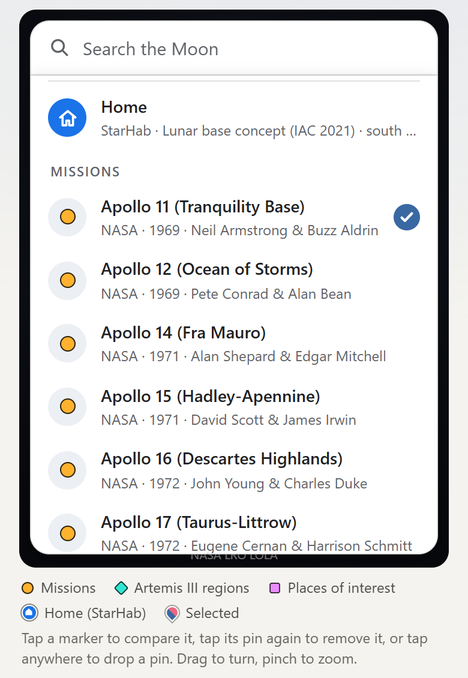 Search the Moon
Home
StarHab · Lunar base concept (IAC 2021) · south ...
MISSIONS
Apollo 11 (Tranquility Base)
NASA · 1969 · Neil Armstrong & Buzz Aldrin
Apollo 12 (Ocean of Storms)
NASA · 1969 · Pete Conrad & Alan Bean
Apollo 14 (Fra Mauro)
NASA · 1971 · Alan Shepard & Edgar Mitchell
Apollo 15 (Hadley-Apennine)
NASA · 1971 · David Scott & James Irwin
Apollo 16 (Descartes Highlands)
NASA · 1972 · John Young & Charles Duke
Apollo 17 (Taurus-Littrow)
NASA · 1972 · Eugene Cernan & Harrison Schmitt
NASA LRO LOLA
Missions
Artemis III regions
Places of interest
Home (StarHab)
Selected
Tap a marker to compare it, tap its pin again to remove it, or tap
anywhere to drop a pin. Drag to turn, pinch to zoom.